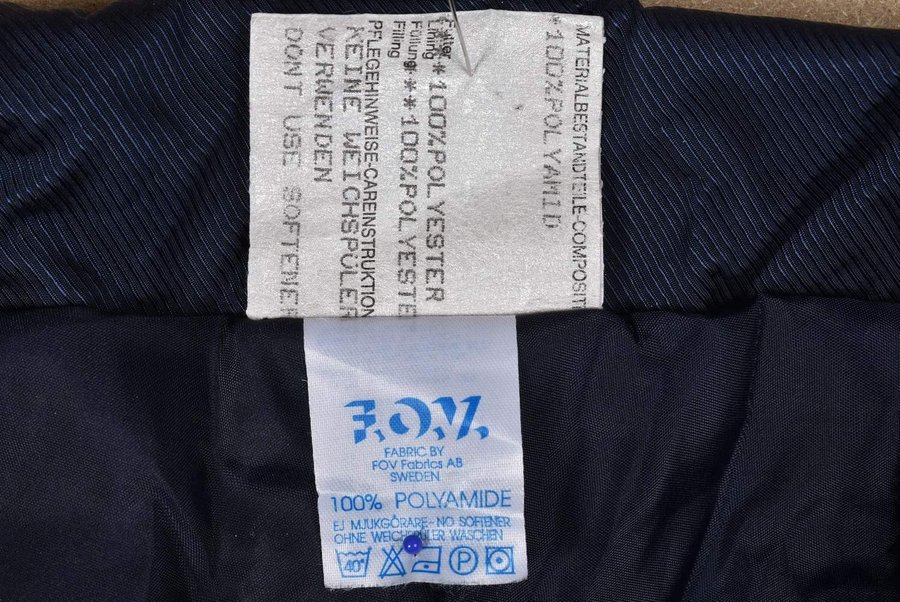 MATERIALBESTANDTEILE-COMPOSIT
*100%POLYAMID
Futter
Lining
**100%POLYESTER
Füllung
Filling
***100%POLYESTE
PFLEGEHINWEISE-CAREINSTRUKTION
KEINE WEICHSPÜLER
VERWENDEN
DONT USE SOFTENER
F.O.V.
FABRIC BY
FOV Fabrics AB
SWEDEN
100% POLYAMIDE
EJ MJUKGÖRARE-NO SOFTENER
OHNE WEICHSPÜLER WASCHEN
40° P